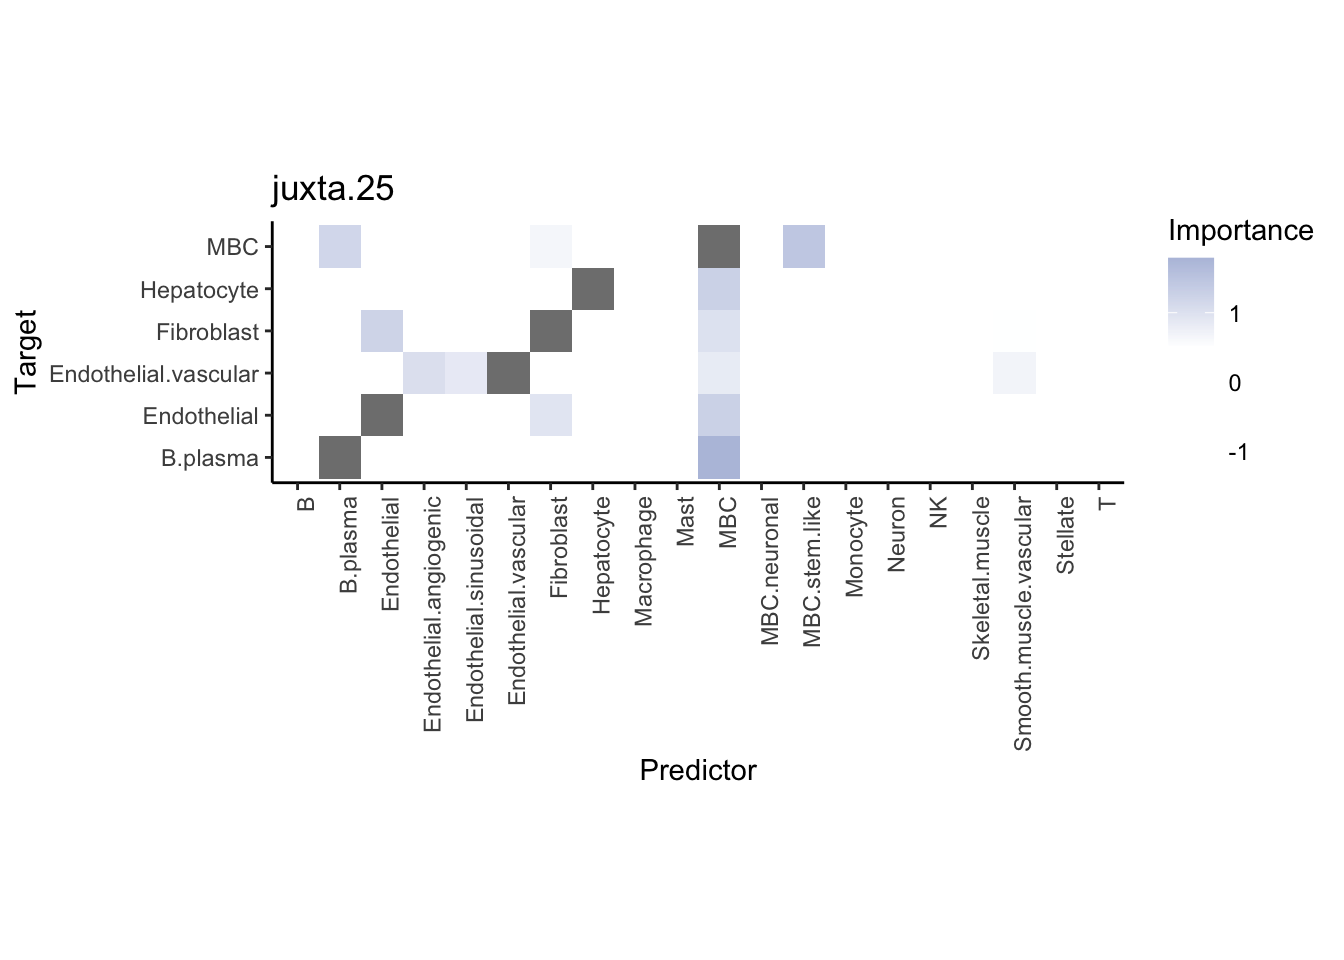 juxta.25
Importance
1
0
-1
Target
MBC
Hepatocyte
Fibroblast
Endothelial.vascular
Endothelial
B.plasma
B
B.plasma
Endothelial
Endothelial.angiogenic
Endothelial.sinusoidal
Endothelial.vascular
Fibroblast
Hepatocyte
Macrophage
Mast
MBC
MBC.neuronal
MBC.stem.like
Monocyte
Neuron
NK
Skeletal.muscle
Smooth.muscle.vascular
Stellate
T
Predictor